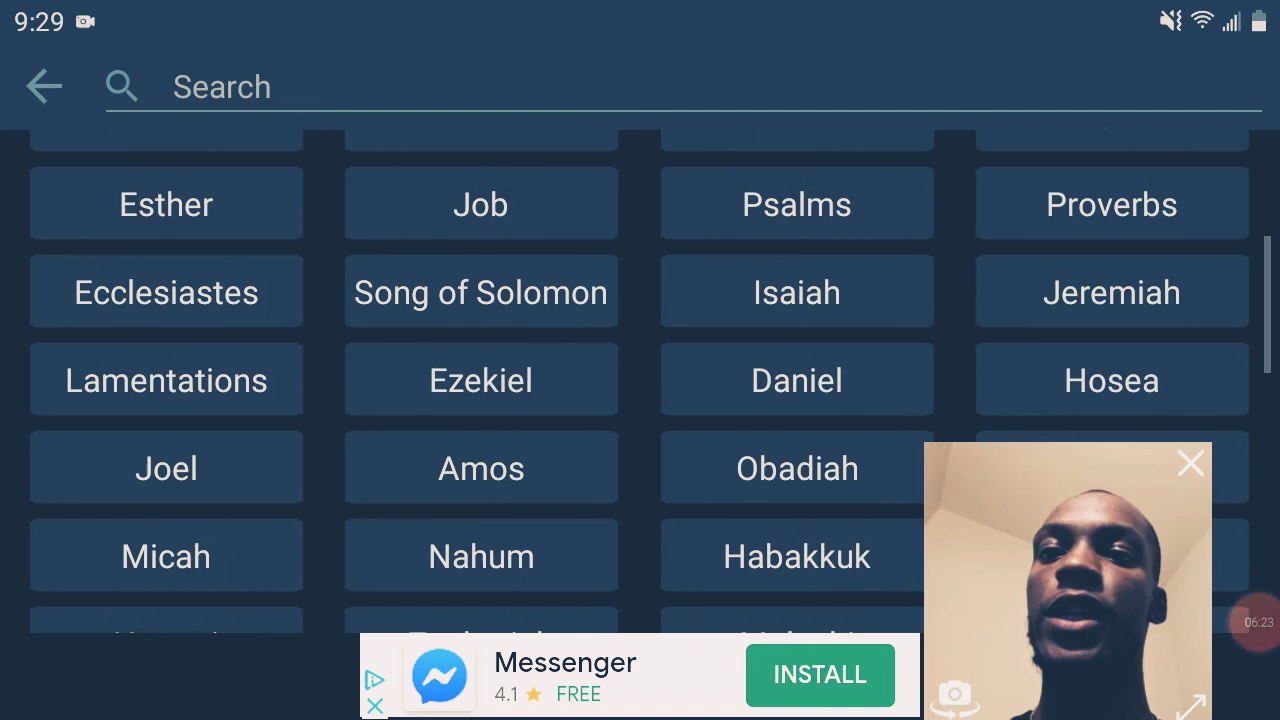 9:29
Search
Esther Job Psalms Proverbs
Ecclesiastes Song of Solomon Isaiah Jeremiah
Lamentations Ezekiel Daniel Hosea
Joel Amos Obadiah
Micah Nahum Habakkuk
Messenger
4.1 FREE
INSTALL
06:23